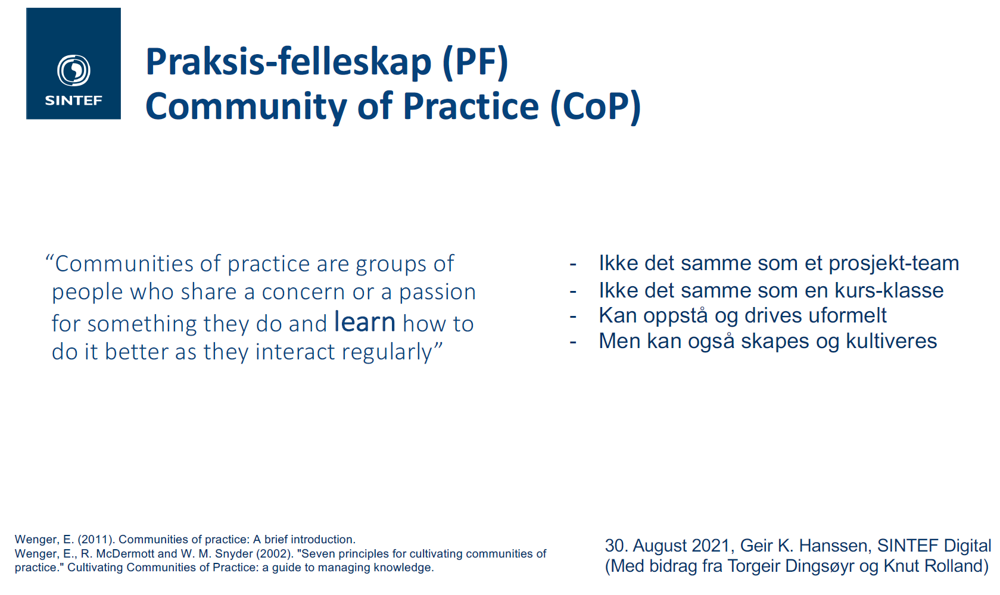 SINTEF
Praksis-felleskap (PF)
Community of Practice (CoP)
“Communities of practice are groups of
people who share a concern or a passion
for something they do and learn how to
do it better as they interact regularly”
- Ikke det samme som et prosjekt-team
- Ikke det samme som en kurs-klasse
- Kan oppstå og drives uformelt
- Men kan også skapes og kultiveres
Wenger, E. (2011). Communities of practice: A brief introduction.
Wenger, E., R. McDermott and W. M. Snyder (2002). "Seven principles for cultivating communities of
practice." Cultivating Communities of Practice: a guide to managing knowledge.
30. August 2021, Geir K. Hanssen, SINTEF Digital
(Med bidrag fra Torgeir Dingsøyr og Knut Rolland)